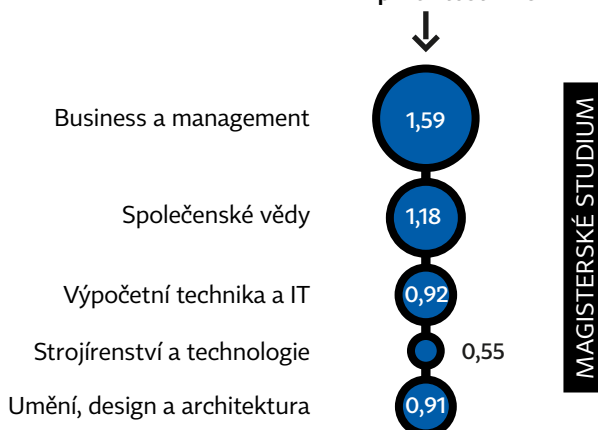 Business a management
1,59
Společenské vědy
1,18
Výpočetní technika a IT
0,92
Strojírenství a technologie
0,55
Umění, design a architektura
0,91
MAGISTERSKÉ STUDIUM